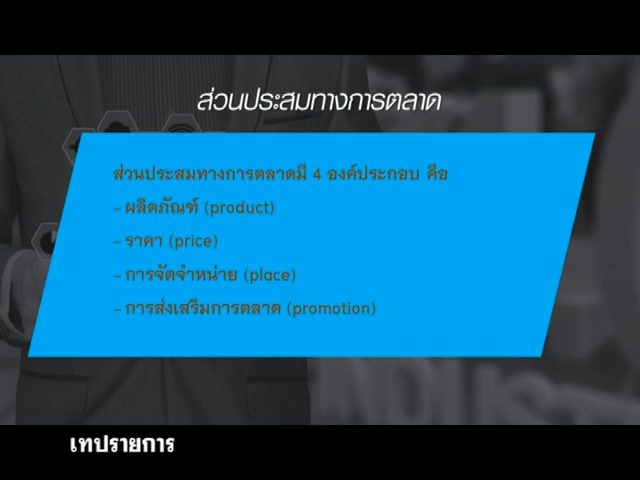 ส่วนประสมทางการตลาด
ส่วนประสมทางการตลาดมี 4 องค์ประกอบ คือ
- ผลิตภัณฑ์ (product)
- ราคา (price)
- การจัดจำหน่าย (place)
- การส่งเสริมการตลาด (promotion)
เทปรายการ